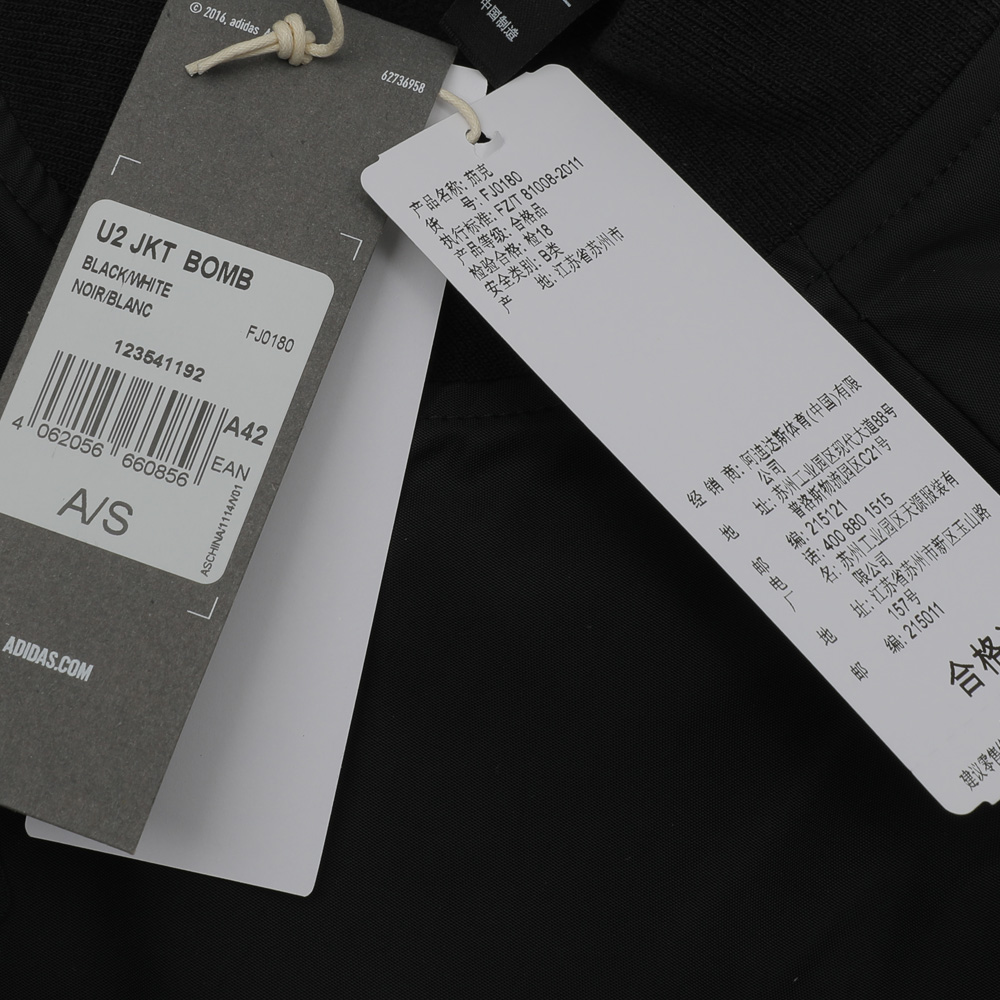 © 2016, adidas
62736958
U2 JKT BOMB
BLACK/WHITE
NOIR/BLANC
FJ0180
123541192
A42
4 062056 660856
EAN
A/S
ASCHINA/1114/V01
ADIDAS.COM
中国制造
产品名称: 茄克
货 号: FJ0180
执行标准: FZ/T 81008-2011
产品等级: 合格品
检验合格: 检18
安全类别: B类
产 地: 江苏省苏州市
经 销 商: 阿迪达斯体育(中国)有限
公司
地 址: 苏州工业园区现代大道88号
普洛斯物流园区C21号
邮 编: 215121
电 话: 400 880 1515
厂 名: 苏州工业园区天源服装有
限公司
地 址: 江苏省苏州市新区玉山路
157号
邮 编: 215011
合格
建议零售